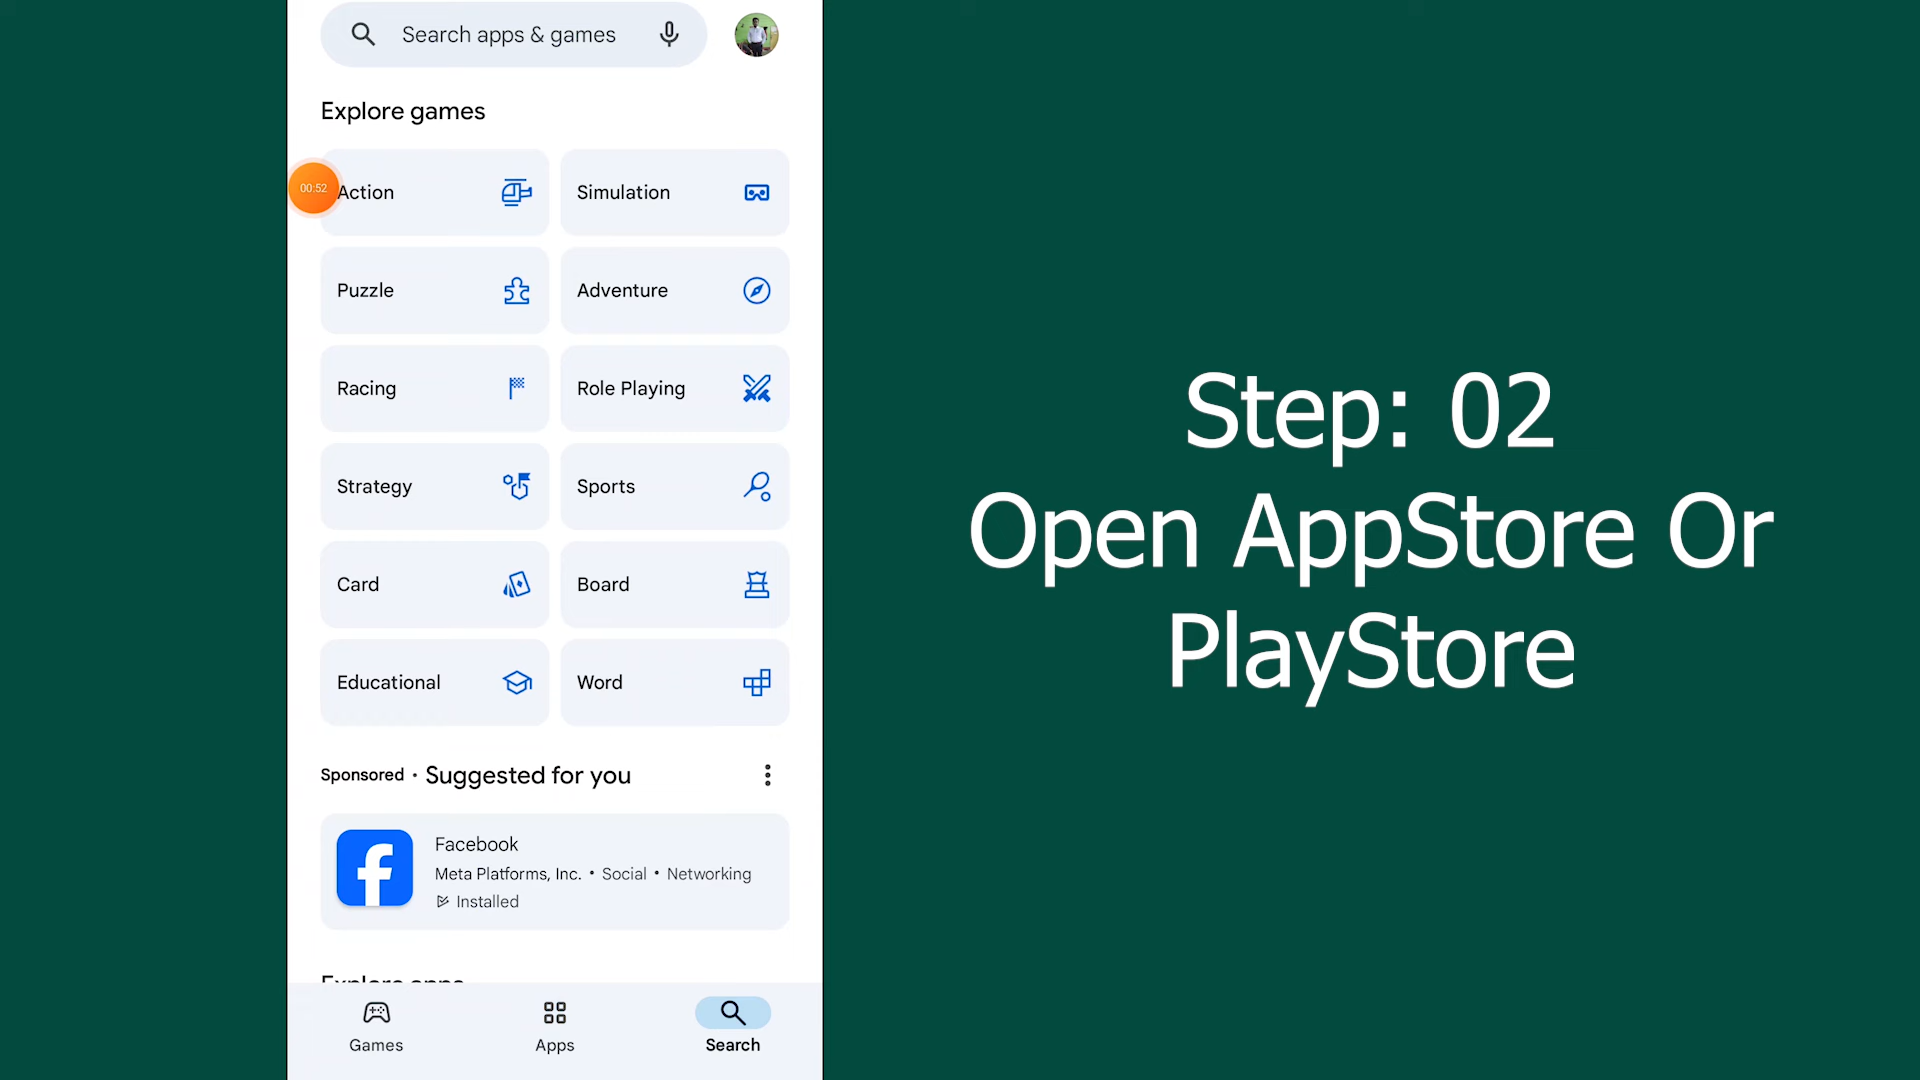 Search apps & games
Explore games
00:52
Action
Simulation
Puzzle
Adventure
Racing
Role Playing
Strategy
Sports
Card
Board
Educational
Word
Sponsored • Suggested for you
Facebook
Meta Platforms, Inc. • Social • Networking
Installed
Explore apps
Games
Apps
Search
Step: 02
Open AppStore Or
PlayStore